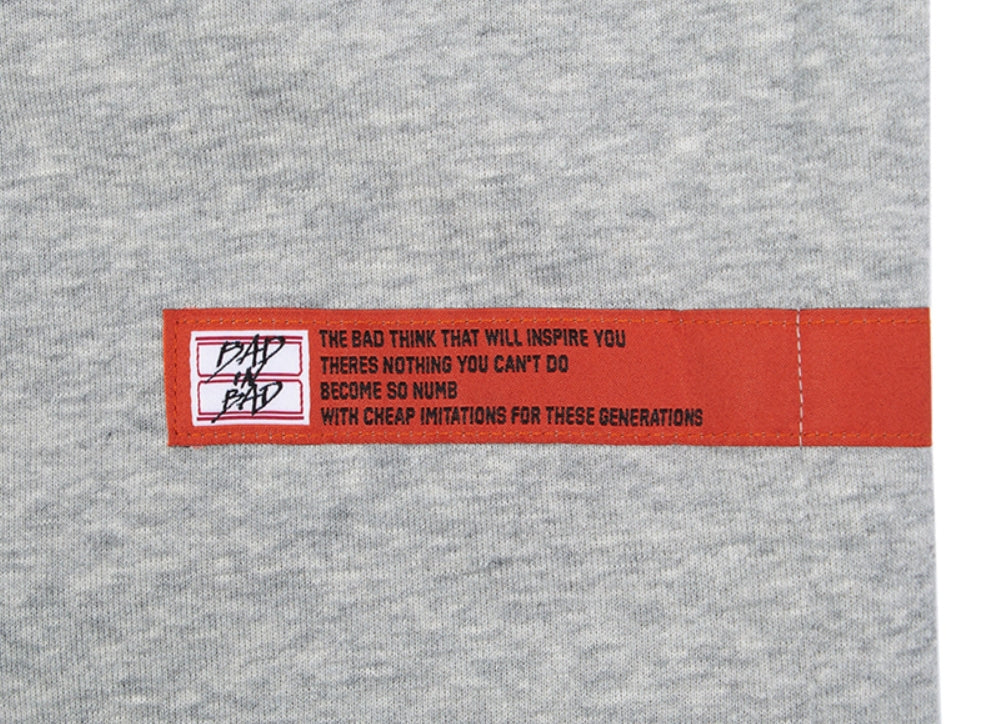 BAD
IN
BAD
THE BAD THINK THAT WILL INSPIRE YOU
THERES NOTHING YOU CAN'T DO
BECOME SO NUMB
WITH CHEAP IMITATIONS FOR THESE GENERATIONS